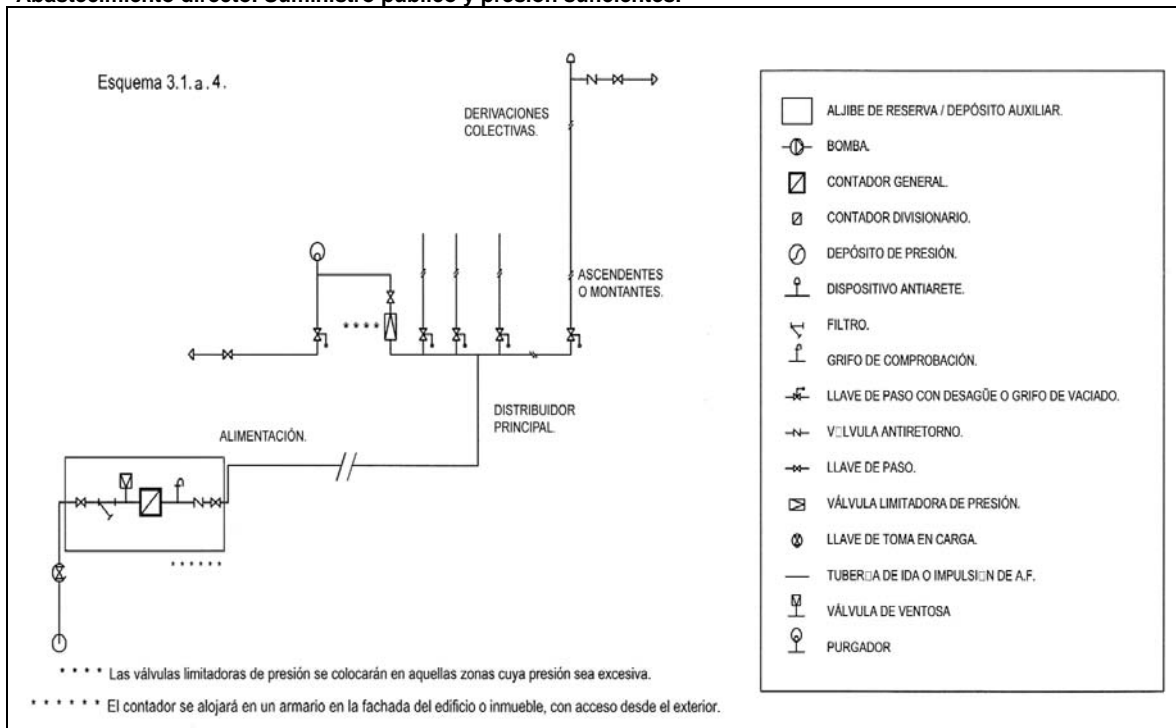 Abastecimiento directo. Suministro público y presión suficientes.
Esquema 3.1.a.4.
DERIVACIONES
COLECTIVAS.
ASCENDENTES
O MONTANTES.
* * * *
DISTRIBUIDOR
PRINCIPAL.
ALIMENTACIÓN.
* * * * * *
* * * * Las válvulas limitadoras de presión se colocarán en aquellas zonas cuya presión sea excesiva.
* * * * * * El contador se alojará en un armario en la fachada del edificio o inmueble, con acceso desde el exterior.
ALJIBE DE RESERVA / DEPÓSITO AUXILIAR.
BOMBA.
CONTADOR GENERAL.
CONTADOR DIVISIONARIO.
DEPÓSITO DE PRESIÓN.
DISPOSITIVO ANTIARETE.
FILTRO.
GRIFO DE COMPROBACIÓN.
LLAVE DE PASO CON DESAGÜE O GRIFO DE VACIADO.
V□LVULA ANTIRETORNO.
LLAVE DE PASO.
VÁLVULA LIMITADORA DE PRESIÓN.
LLAVE DE TOMA EN CARGA.
TUBER□A DE IDA O IMPULSI□N DE A.F.
VÁLVULA DE VENTOSA
PURGADOR